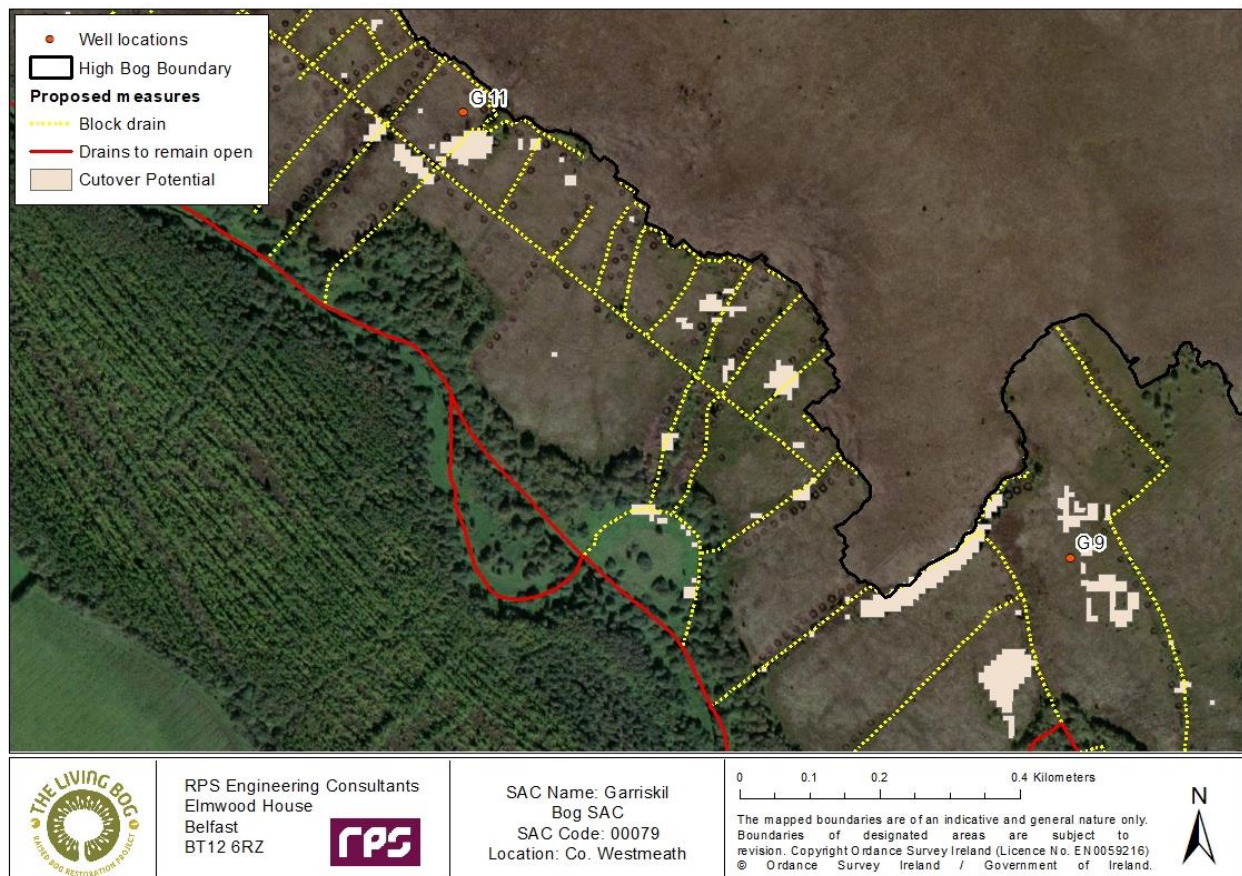 Well locations
High Bog Boundary
Proposed measures
Block drain
Drains to remain open
Cutover Potential
G11
G9
THE LIVING BOG
RAISED BOG RESTORATION PROJECT
RPS Engineering Consultants
Elmwood House
Belfast
BT12 6RZ
rps
SAC Name: Garriskil
Bog SAC
SAC Code: 00079
Location: Co. Westmeath
0 0.1 0.2 0.4 Kilometers
The mapped boundaries are of an indicative and general nature only.
Boundaries of designated areas are subject to
revision. Copyright Ordance Survey Ireland (Licence No. EN0059216)
© Ordance Survey Ireland / Government of Ireland.
N